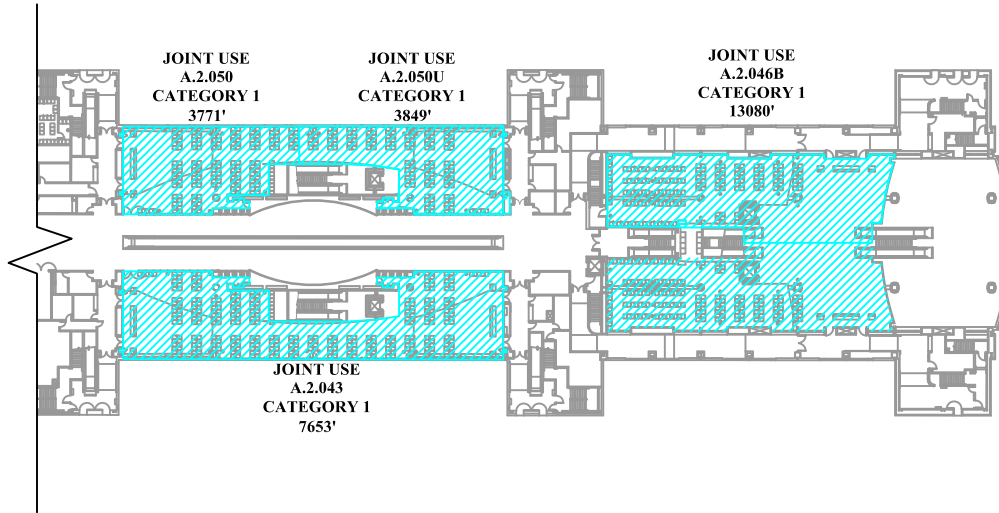 JOINT USE
A.2.050
CATEGORY 1
3771'
JOINT USE
A.2.050U
CATEGORY 1
3849'
JOINT USE
A.2.046B
CATEGORY 1
13080'
JOINT USE
A.2.043
CATEGORY 1
7653'